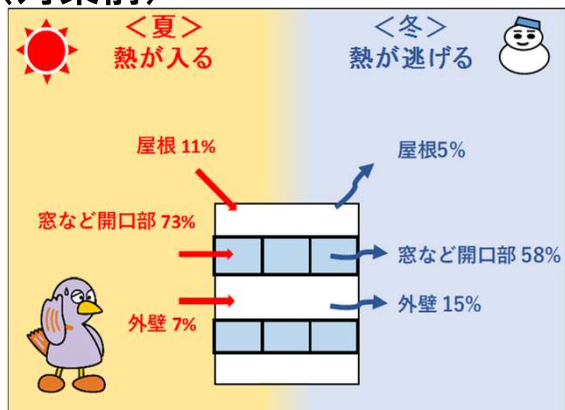 ＜夏＞
熱が入る
＜冬＞
熱が逃げる
屋根 11%
屋根5%
窓など開口部 73%
窓など開口部 58%
外壁 7%
外壁 15%